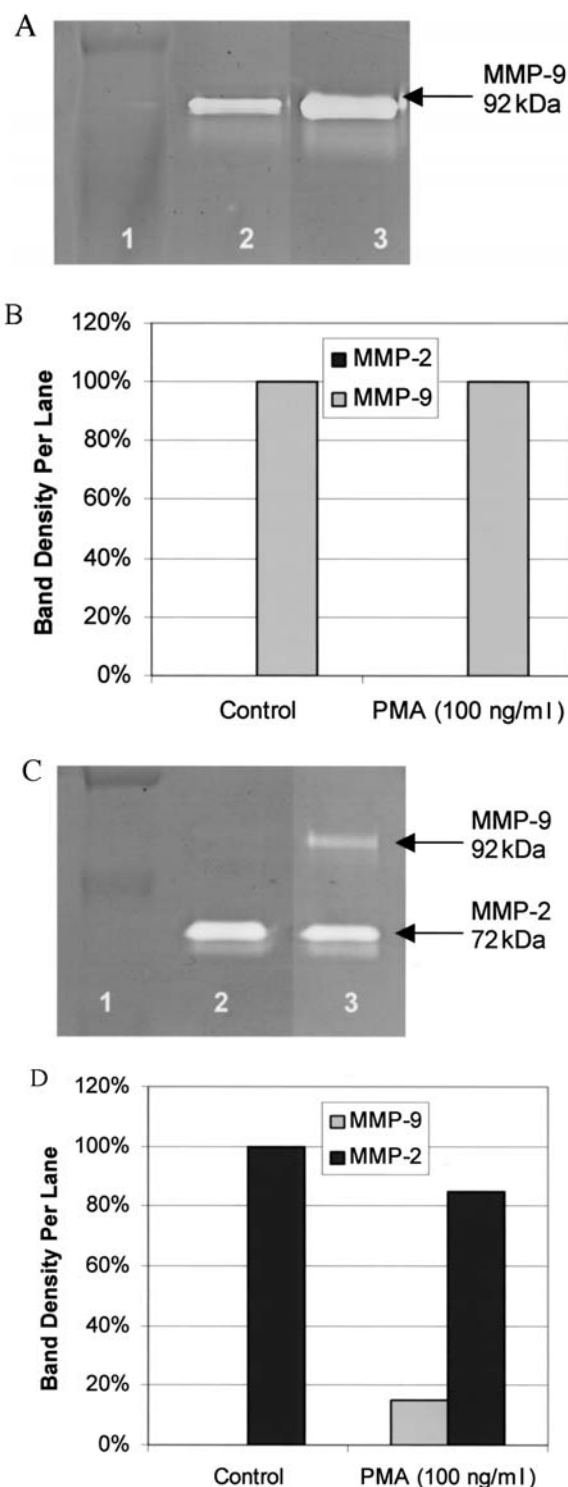 A
MMP-9
92 kDa
1 2 3
B
120%
100%
80%
60%
40%
20%
0%
Band Density Per Lane
MMP-2
MMP-9
Control PMA (100 ng/ml)
C
MMP-9
92 kDa
MMP-2
72 kDa
1 2 3
D
120%
100%
80%
60%
40%
20%
0%
Band Density Per Lane
MMP-9
MMP-2
Control PMA (100 ng/ml)